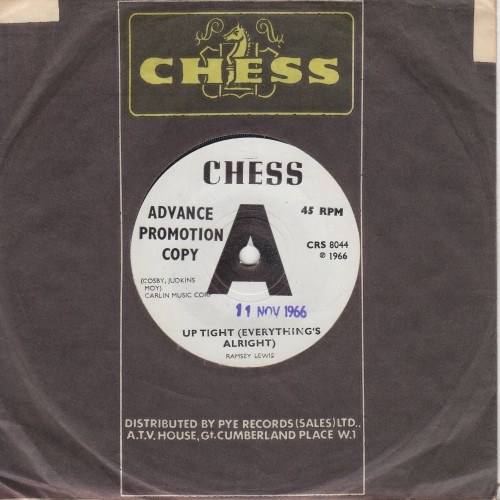 CHESS
CHESS
ADVANCE
PROMOTION
COPY
45 RPM
CRS 8044
℗ 1966
A
(COSBY, JUDKINS
MOY)
CARLIN MUSIC COR
11 NOV 1966
UP TIGHT (EVERYTHING'S
ALRIGHT)
RAMSEY LEWIS
DISTRIBUTED BY PYE RECORDS (SALES) LTD.,
A.T.V. HOUSE, Gt. CUMBERLAND PLACE W.1